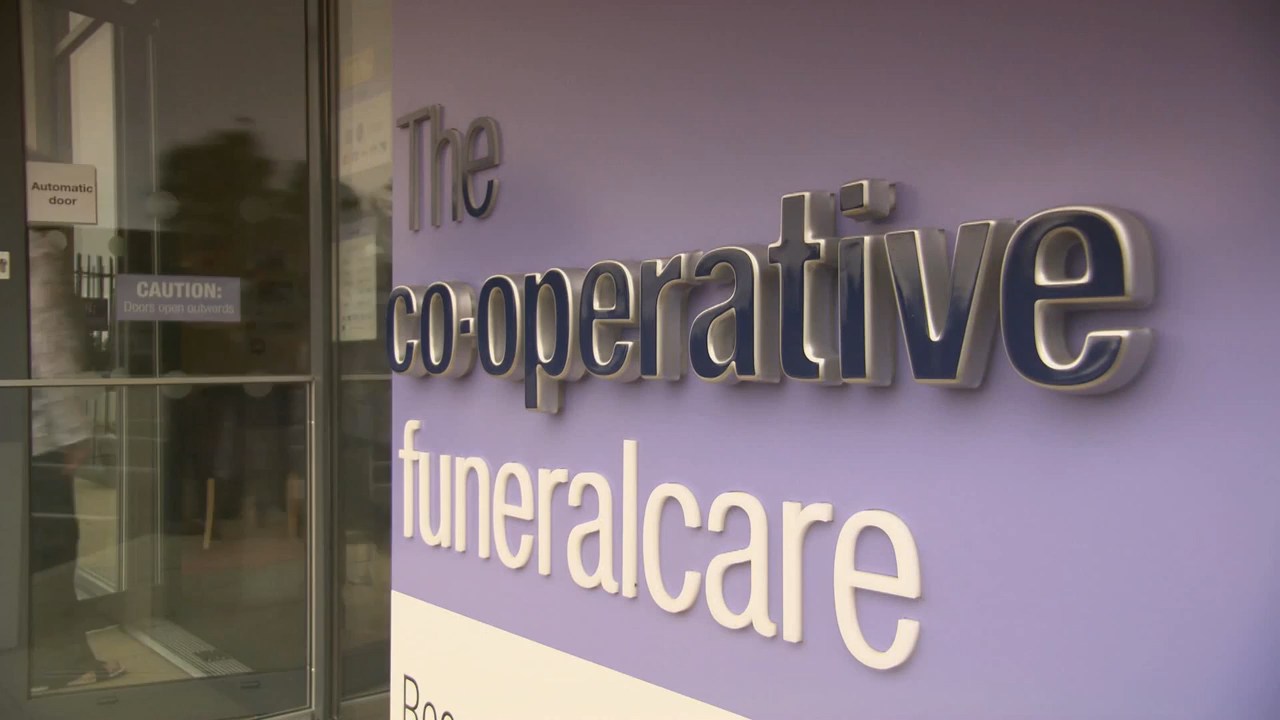 The
co-operative
funeralcare
Automatic
door
CAUTION:
Doors open outwards